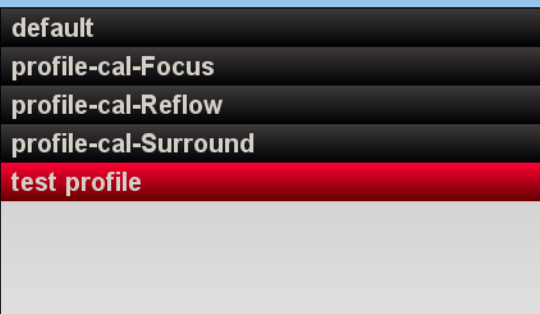 default
profile-cal-Focus
profile-cal-Reflow
profile-cal-Surround
test profile